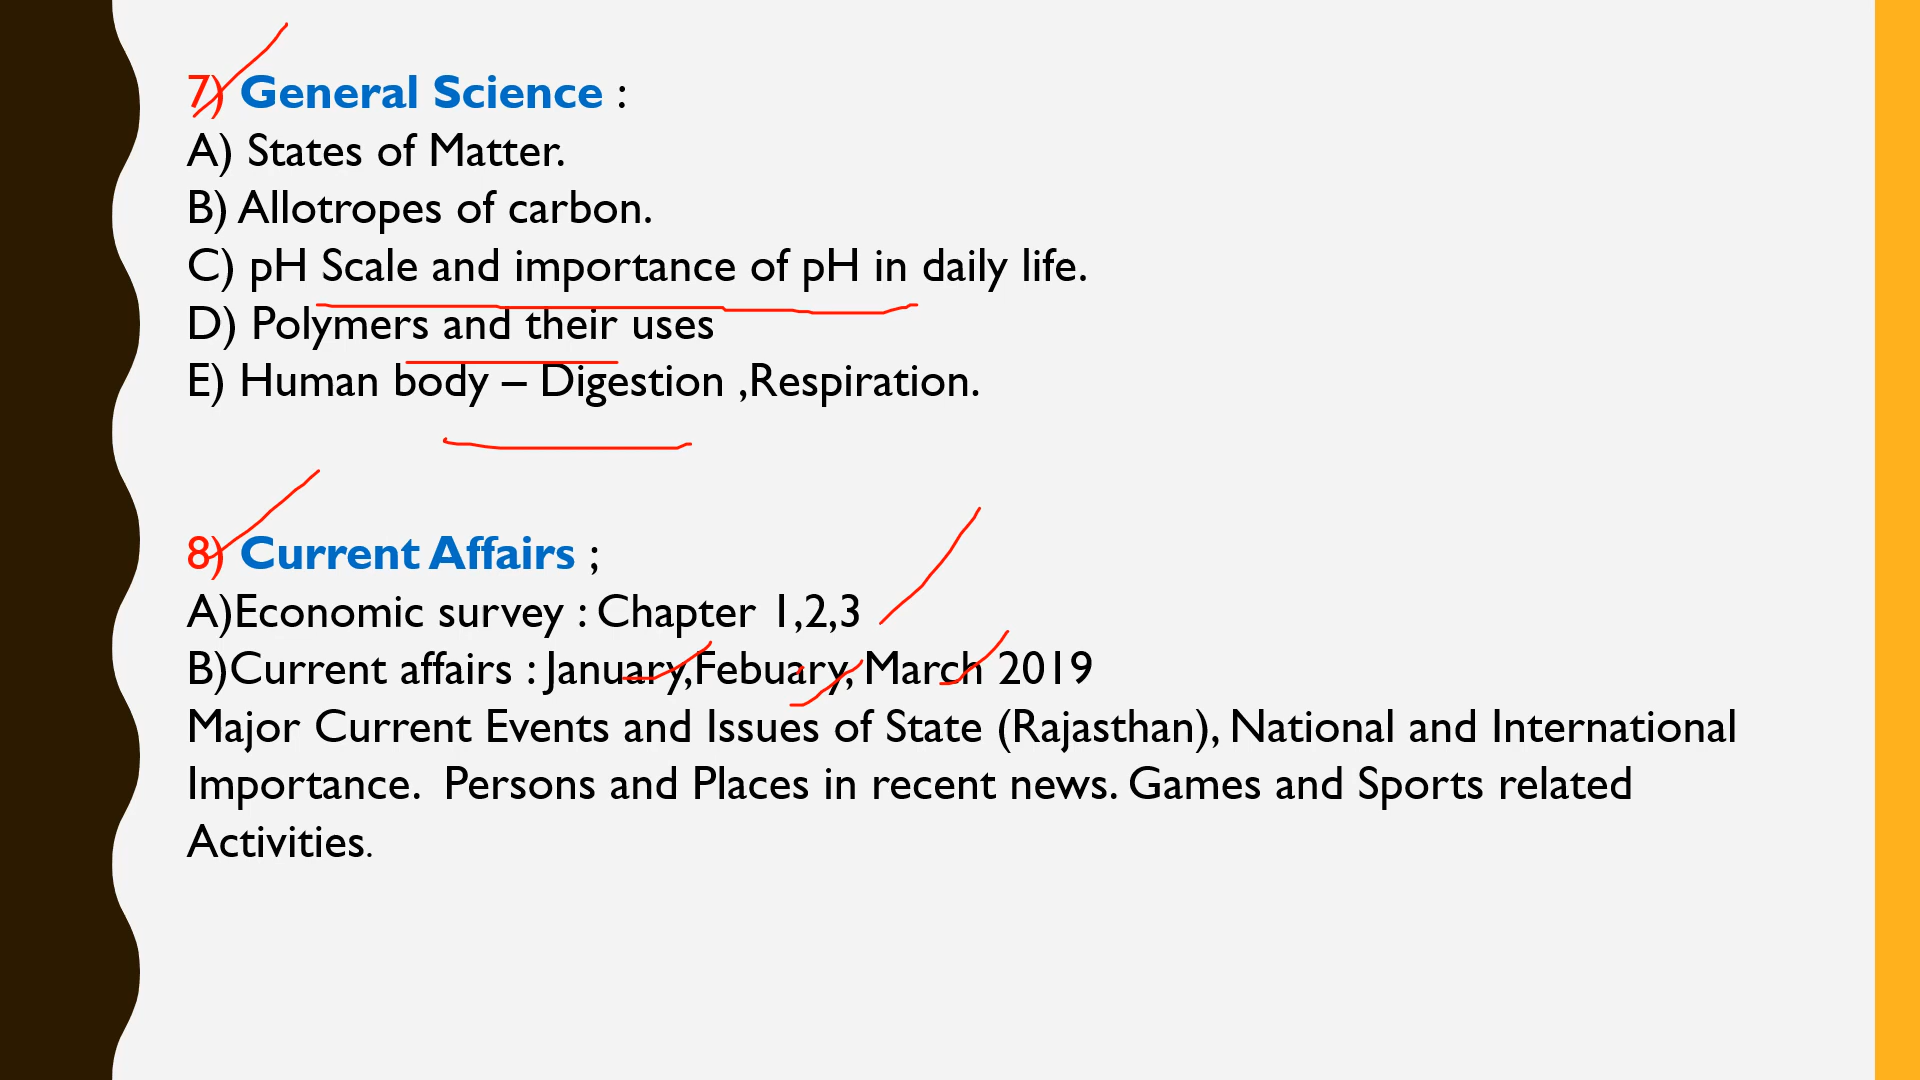 7) General Science :
A) States of Matter.
B) Allotropes of carbon.
C) pH Scale and importance of pH in daily life.
D) Polymers and their uses
E) Human body – Digestion ,Respiration.
8) Current Affairs ;
A)Economic survey : Chapter 1,2,3
B)Current affairs : January,Febuary, March 2019
Major Current Events and Issues of State (Rajasthan), National and International
Importance.  Persons and Places in recent news. Games and Sports related
Activities.